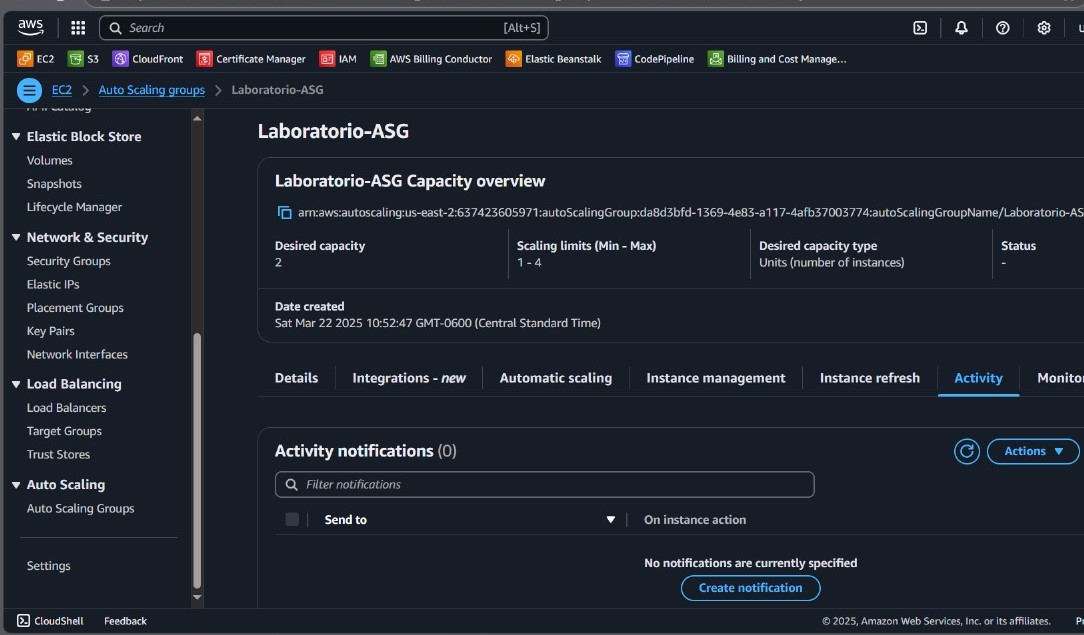 aws
Search [Alt+S]
EC2 S3 CloudFront Certificate Manager IAM AWS Billing Conductor Elastic Beanstalk CodePipeline Billing and Cost Manage...
EC2 Auto Scaling groups Laboratorio-ASG
Elastic Block Store
Volumes
Snapshots
Lifecycle Manager
Network & Security
Security Groups
Elastic IPs
Placement Groups
Key Pairs
Network Interfaces
Load Balancing
Load Balancers
Target Groups
Trust Stores
Auto Scaling
Auto Scaling Groups
Settings
Laboratorio-ASG
Laboratorio-ASG Capacity overview
arn:aws:autoscaling:us-east-2:637423605971:autoScalingGroup:da8d3bfd-1369-4e83-a117-4afb37003774:autoScalingGroupName/Laboratorio-AS
Desired capacity
2
Scaling limits (Min - Max)
1 - 4
Desired capacity type
Units (number of instances)
Status
-
Date created
Sat Mar 22 2025 10:52:47 GMT-0600 (Central Standard Time)
Details Integrations - new Automatic scaling Instance management Instance refresh Activity Monitor
Activity notifications (0)
Actions
Filter notifications
Send to On instance action
No notifications are currently specified
Create notification
CloudShell Feedback © 2025, Amazon Web Services, Inc. or its affiliates.